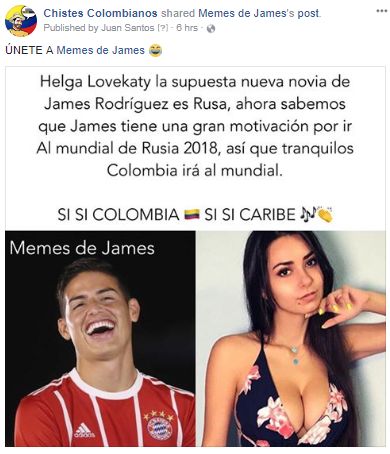 Chistes Colombianos shared Memes de James's post.
Published by Juan Santos [?] · 6 hrs ·
ÚNETE A Memes de James 😂
Helga Lovekaty la supuesta nueva novia de
James Rodríguez es Rusa, ahora sabemos
que James tiene una gran motivación por ir
Al mundial de Rusia 2018, así que tranquilos
Colombia irá al mundial.
SI SI COLOMBIA 🇨🇴 SI SI CARIBE 🎶👏
Memes de James
adidas